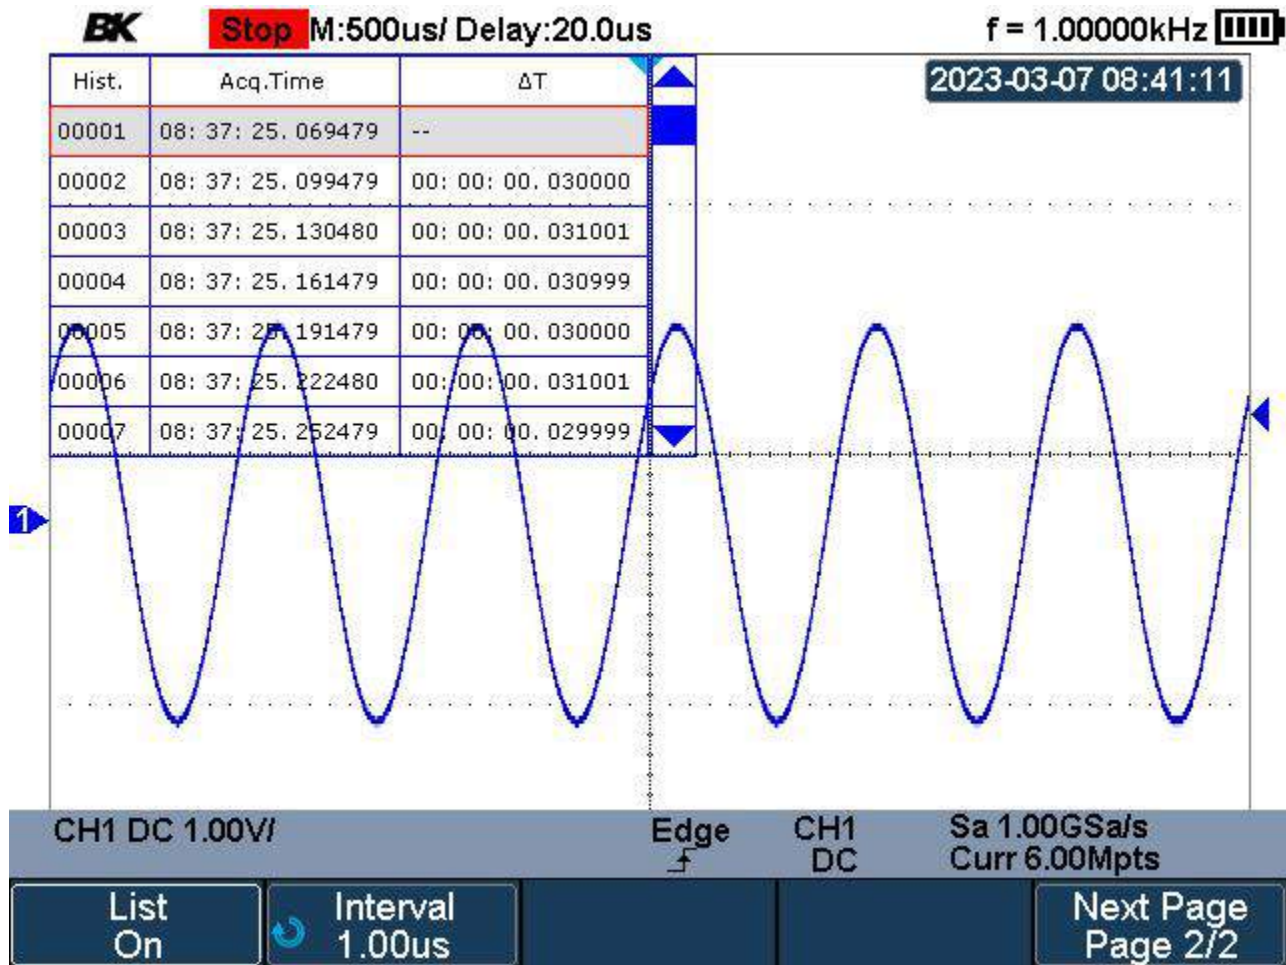 BK Stop M:500us/ Delay:20.0us f = 1.00000kHz
2023-03-07 08:41:11
Hist. Acq.Time ΔT
00001 08: 37: 25. 069479 --
00002 08: 37: 25. 099479 00: 00: 00. 030000
00003 08: 37: 25. 130480 00: 00: 00. 031001
00004 08: 37: 25. 161479 00: 00: 00. 030999
00005 08: 37: 25. 191479 00: 00: 00. 030000
00006 08: 37: 25. 222480 00: 00: 00. 031001
00007 08: 37: 25. 252479 00: 00: 00. 029999
1
CH1 DC 1.00V/ Edge CH1 Sa 1.00GSa/s
DC Curr 6.00Mpts
List Interval Next Page
On 1.00us Page 2/2